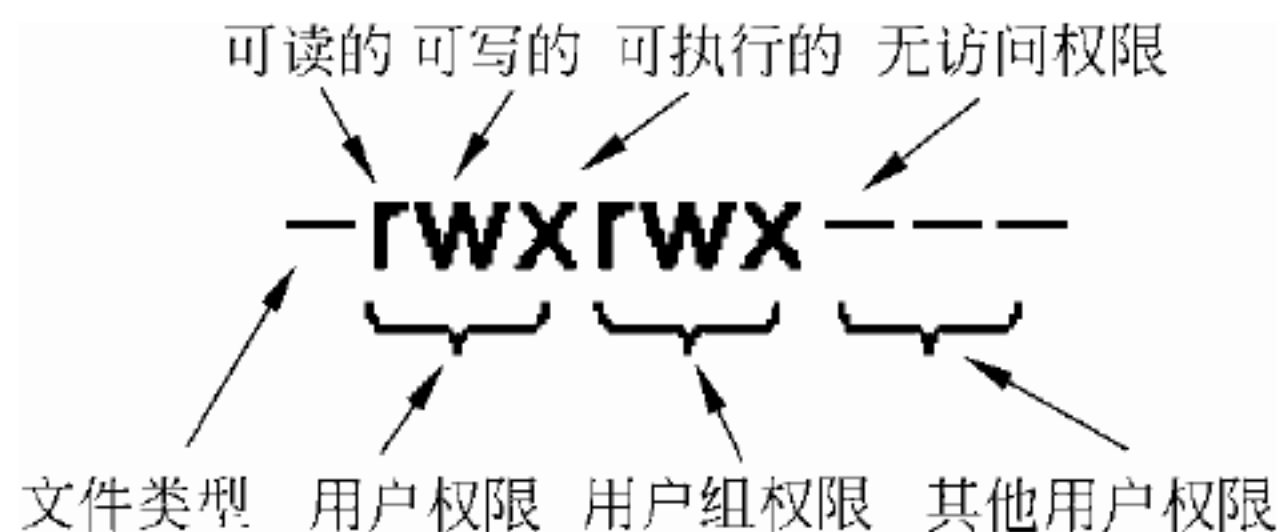 可读的 可写的 可执行的 无访问权限
—rwxrwx———
文件类型 用户权限 用户组权限 其他用户权限